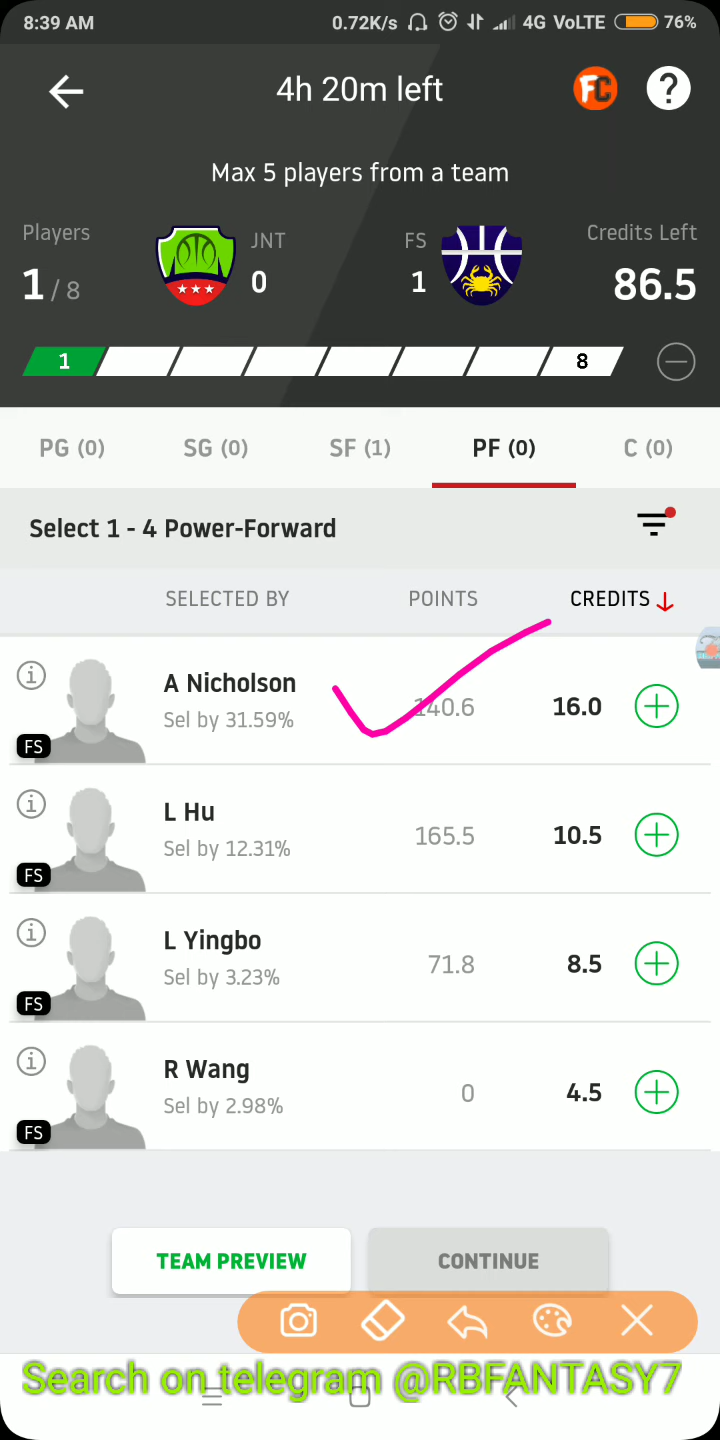 8:39 AM 0.72K/s 4G VoLTE 76%
4h 20m left FC ?
Max 5 players from a team
Players JNT FS Credits Left
1 / 8 0 1 86.5
1 8
PG (0) SG (0) SF (1) PF (0) C (0)
Select 1 - 4 Power-Forward
SELECTED BY POINTS CREDITS
A Nicholson
Sel by 31.59% 140.6 16.0
FS
L Hu
Sel by 12.31% 165.5 10.5
FS
L Yingbo
Sel by 3.23% 71.8 8.5
FS
R Wang
Sel by 2.98% 0 4.5
FS
TEAM PREVIEW CONTINUE
Search on telegram @RBFANTASY7